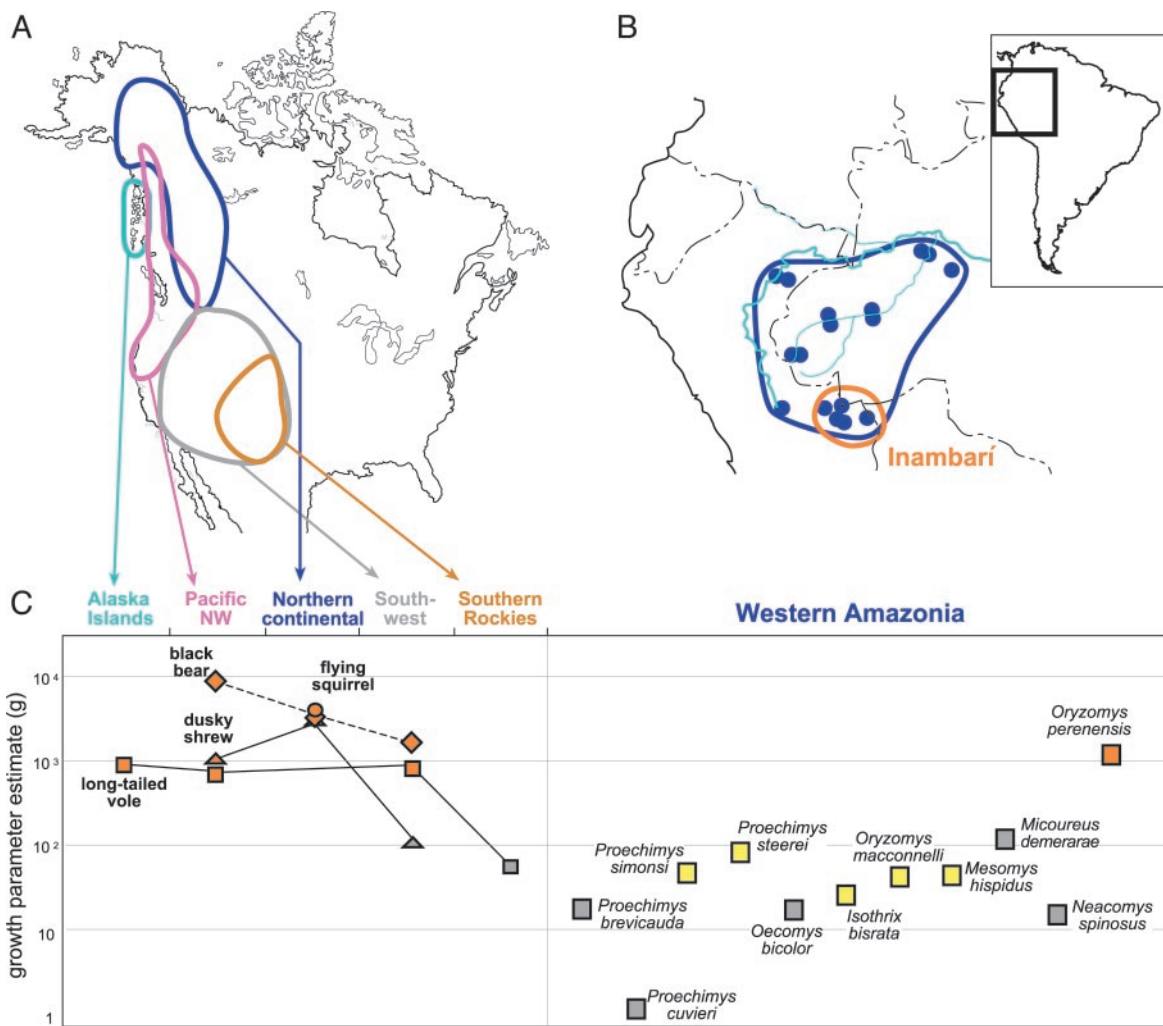 A
B
Inambarí
Alaska
Islands
Pacific
NW
Northern
continental
South-
west
Southern
Rockies
Western Amazonia
C
growth parameter estimate (g)
10⁴
10³
10²
10
1
black
bear
flying
squirrel
dusky
shrew
long-tailed
vole
Oryzomys
perenensis
Proechimys
simonsi
Proechimys
steerei
Oryzomys
macconnelli
Micoureus
demerarae
Mesomys
hispidus
Proechimys
brevicauda
Oecomys
bicolor
Isothrix
bisrata
Neacomys
spinosus
Proechimys
cuvieri